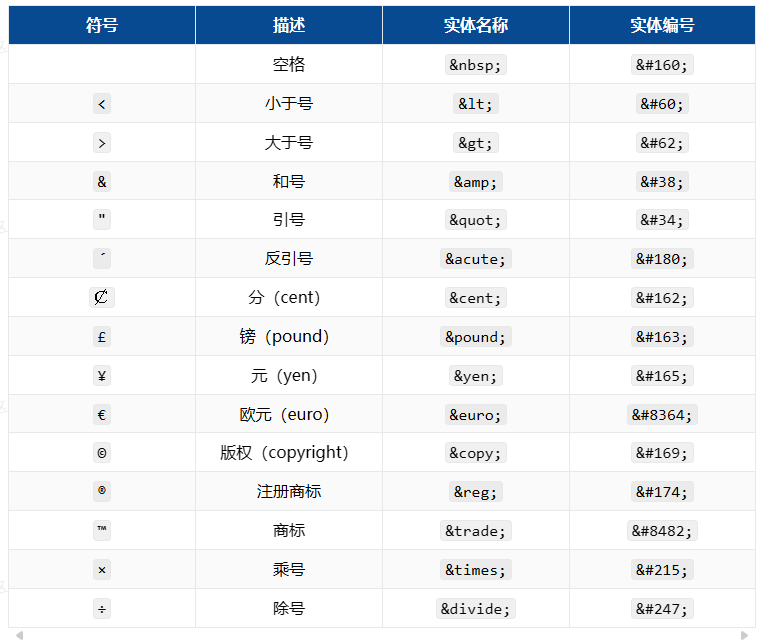 符号 描述 实体名称 实体编号
空格 &nbsp; &#160;
< 小于号 &lt; &#60;
> 大于号 &gt; &#62;
& 和号 &amp; &#38;
" 引号 &quot; &#34;
´ 反引号 &acute; &#180;
₡ 分（cent） &cent; &#162;
£ 镑（pound） &pound; &#163;
¥ 元（yen） &yen; &#165;
€ 欧元（euro） &euro; &#8364;
© 版权（copyright） &copy; &#169;
® 注册商标 &reg; &#174;
™ 商标 &trade; &#8482;
× 乘号 &times; &#215;
÷ 除号 &divide; &#247;